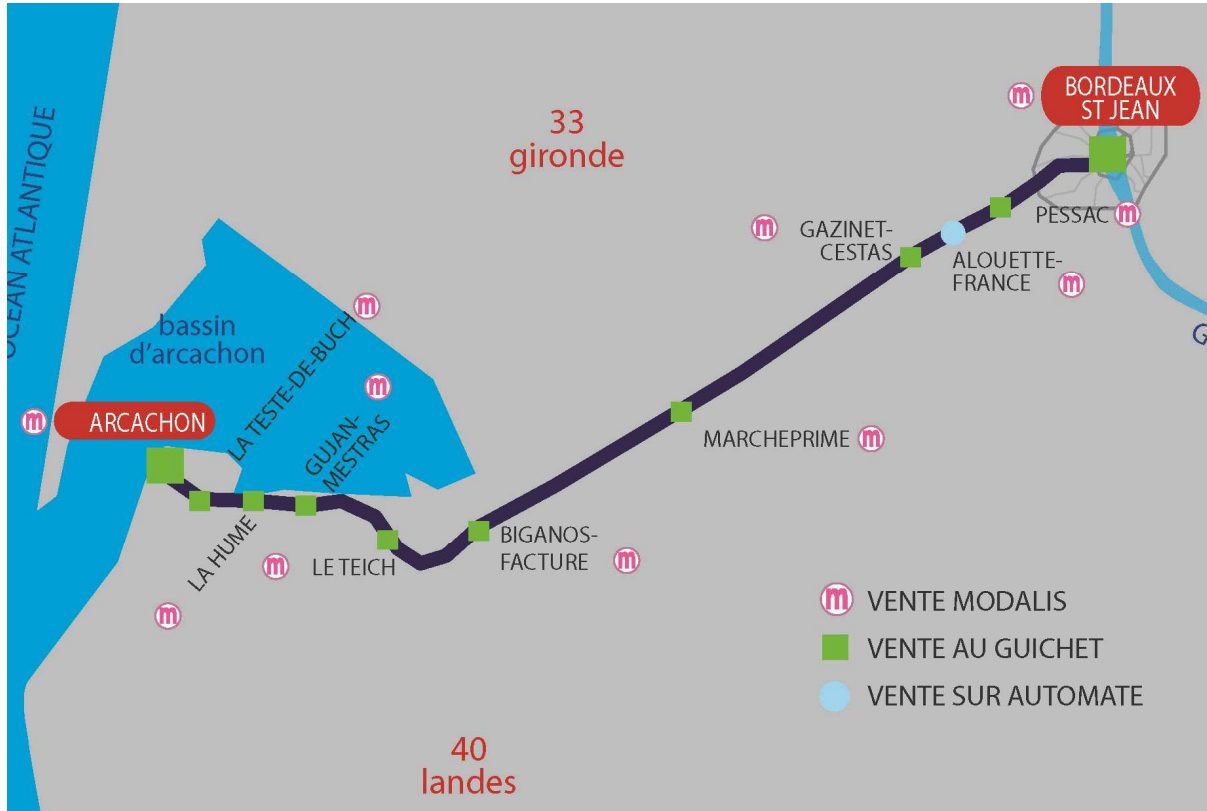 OCÉAN ATLANTIQUE
33
gironde
BORDEAUX
ST JEAN
PESSAC
GAZINET-
CESTAS
ALOUETTE-
FRANCE
G
bassin
d'arcachon
LA TESTE-DE-BUCH
GUJAN-
MESTRAS
ARCACHON
MARCHEPRIME
LA HUME
LE TEICH
BIGANOS-
FACTURE
m VENTE MODALIS
VENTE AU GUICHET
VENTE SUR AUTOMATE
40
landes